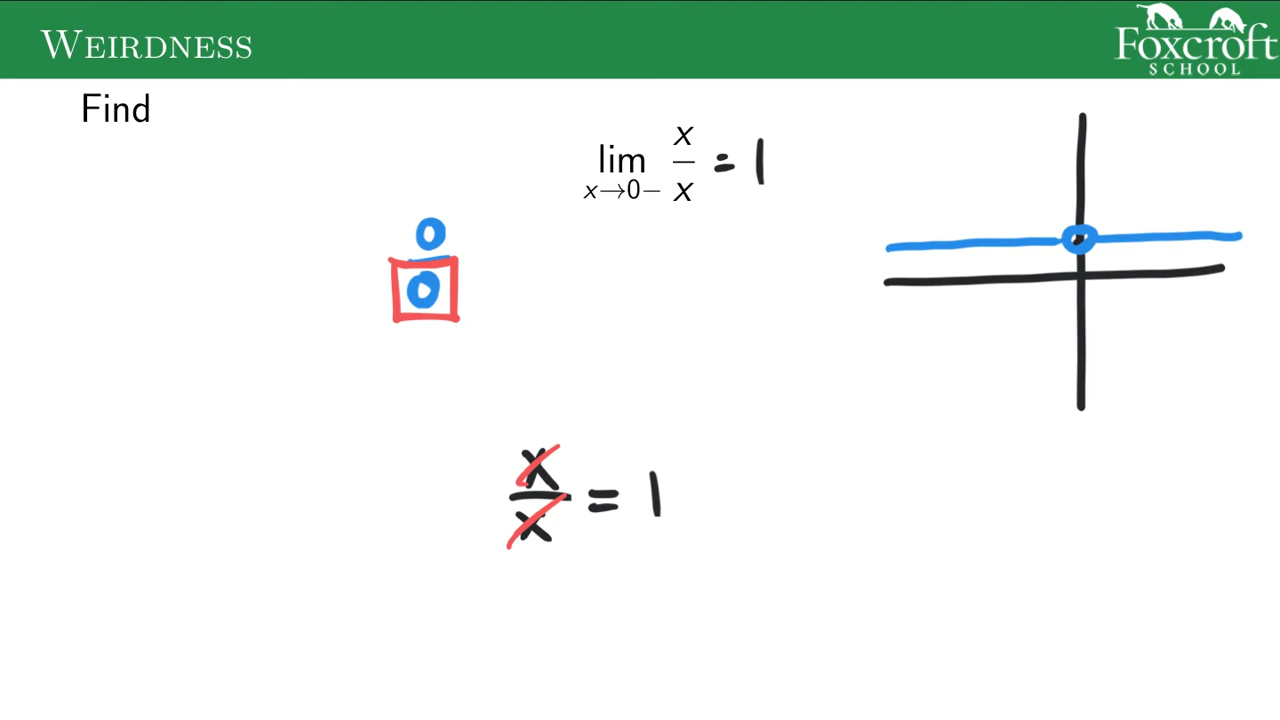 WEIRDNESS
Foxcroft
SCHOOL
Find
lim x→0− x/x = 1
0/0
x/x = 1